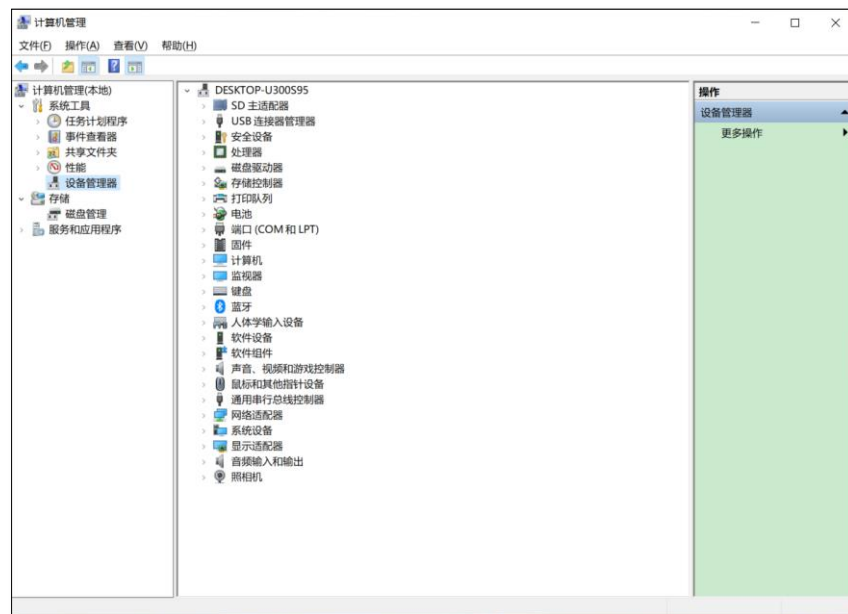 计算机管理
文件(F) 操作(A) 查看(V) 帮助(H)
计算机管理(本地)
系统工具
任务计划程序
事件查看器
共享文件夹
性能
设备管理器
存储
磁盘管理
服务和应用程序
DESKTOP-U300S95
SD 主适配器
USB 连接器管理器
安全设备
处理器
磁盘驱动器
存储控制器
打印队列
电池
端口 (COM 和 LPT)
固件
计算机
监视器
键盘
蓝牙
人体学输入设备
软件设备
软件组件
声音、视频和游戏控制器
鼠标和其他指针设备
通用串行总线控制器
网络适配器
系统设备
显示适配器
音频输入和输出
照相机
操作
设备管理器
更多操作